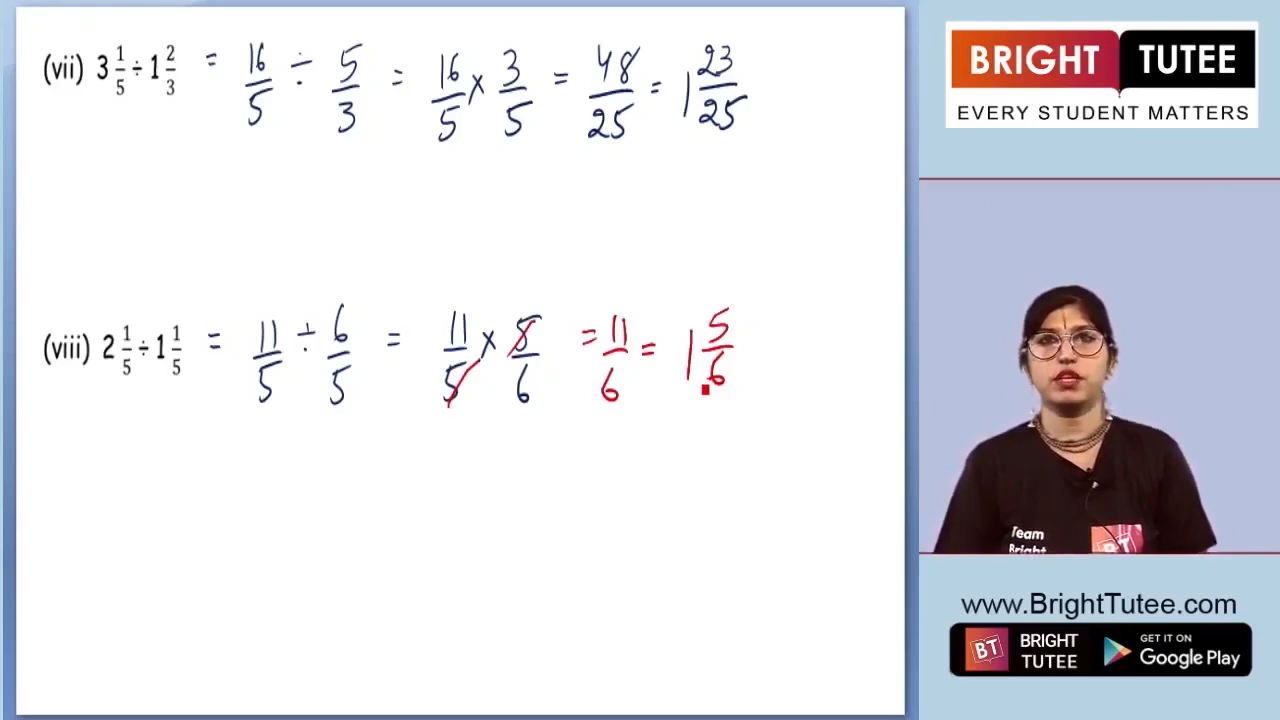 (vii) 3 1/5 ÷ 1 2/3 = 16/5 ÷ 5/3 = 16/5 × 3/5 = 48/25 = 1 23/25
(viii) 2 1/5 ÷ 1 1/5 = 11/5 ÷ 6/5 = 11/5 × 5/6 = 11/6 = 1 5/6
BRIGHT TUTEE
EVERY STUDENT MATTERS
Team
Bright
BT
www.BrightTutee.com
BT BRIGHT TUTEE
GET IT ON
Google Play